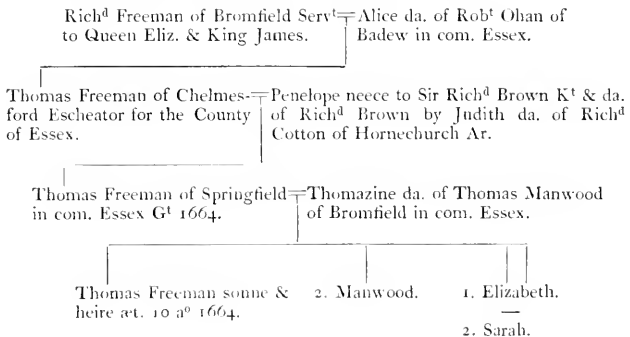 Richᵈ Freeman of Bromfield Servᵗ Alice da. of Robᵗ Ohan of
to Queen Eliz. & King James. Badew in com. Essex.
Thomas Freeman of Chelmes- Penelope neece to Sir Richᵈ Brown Kᵗ & da.
ford Escheator for the County of Richᵈ Brown by Judith da. of Richᵈ
of Essex. Cotton of Hornechurch Ar.
Thomas Freeman of Springfield Thomazine da. of Thomas Manwood
in com. Essex Gᵗ 1664. of Bromfield in com. Essex.
Thomas Freeman sonne & 2. Manwood. 1. Elizabeth.
heire æt. 10 aᵒ 1664.
2. Sarah.